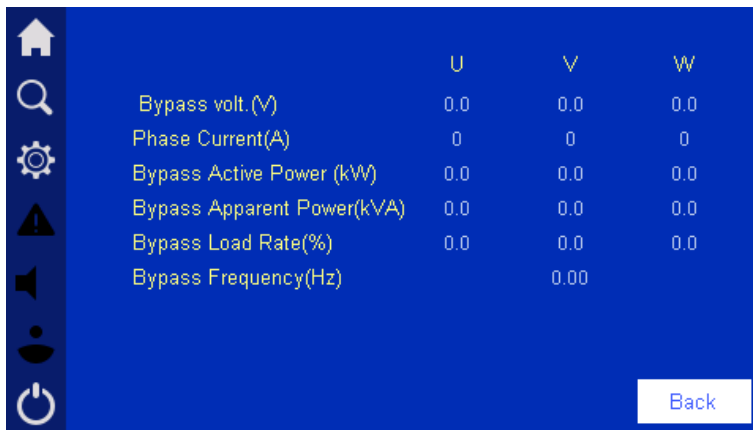 U V W
Bypass volt.(V) 0.0 0.0 0.0
Phase Current(A) 0 0 0
Bypass Active Power (kW) 0.0 0.0 0.0
Bypass Apparent Power(kVA) 0.0 0.0 0.0
Bypass Load Rate(%) 0.0 0.0 0.0
Bypass Frequency(Hz) 0.00
Back